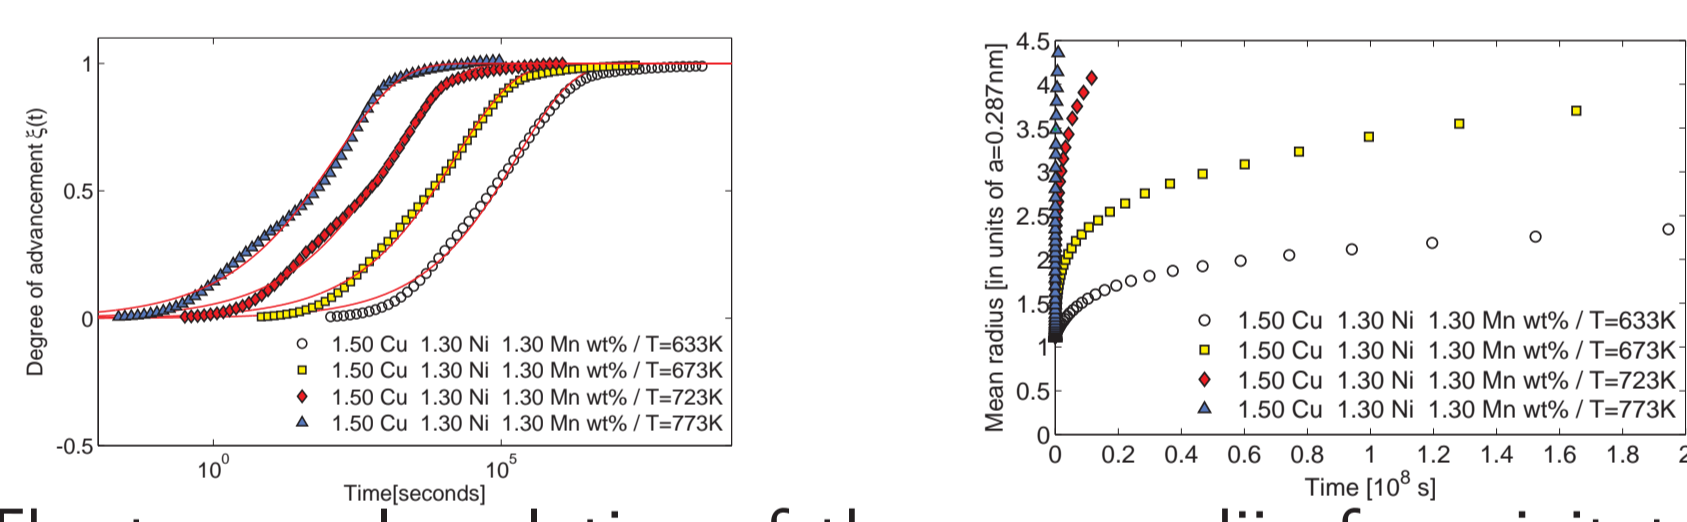 1
0.5
0
-0.5
Degree of advancement ξ(t)
10^0
10^5
Time[seconds]
1.50 Cu 1.30 Ni 1.30 Mn wt% / T=633K
1.50 Cu 1.30 Ni 1.30 Mn wt% / T=673K
1.50 Cu 1.30 Ni 1.30 Mn wt% / T=723K
1.50 Cu 1.30 Ni 1.30 Mn wt% / T=773K
4.5
4
3.5
3
2.5
2
1.5
1
0.5
0
Mean radius [in units of a=0.287nm]
0 0.2 0.4 0.6 0.8 1 1.2 1.4 1.6 1.8 2
Time [10^8 s]
1.50 Cu 1.30 Ni 1.30 Mn wt% / T=633K
1.50 Cu 1.30 Ni 1.30 Mn wt% / T=673K
1.50 Cu 1.30 Ni 1.30 Mn wt% / T=723K
1.50 Cu 1.30 Ni 1.30 Mn wt% / T=773K